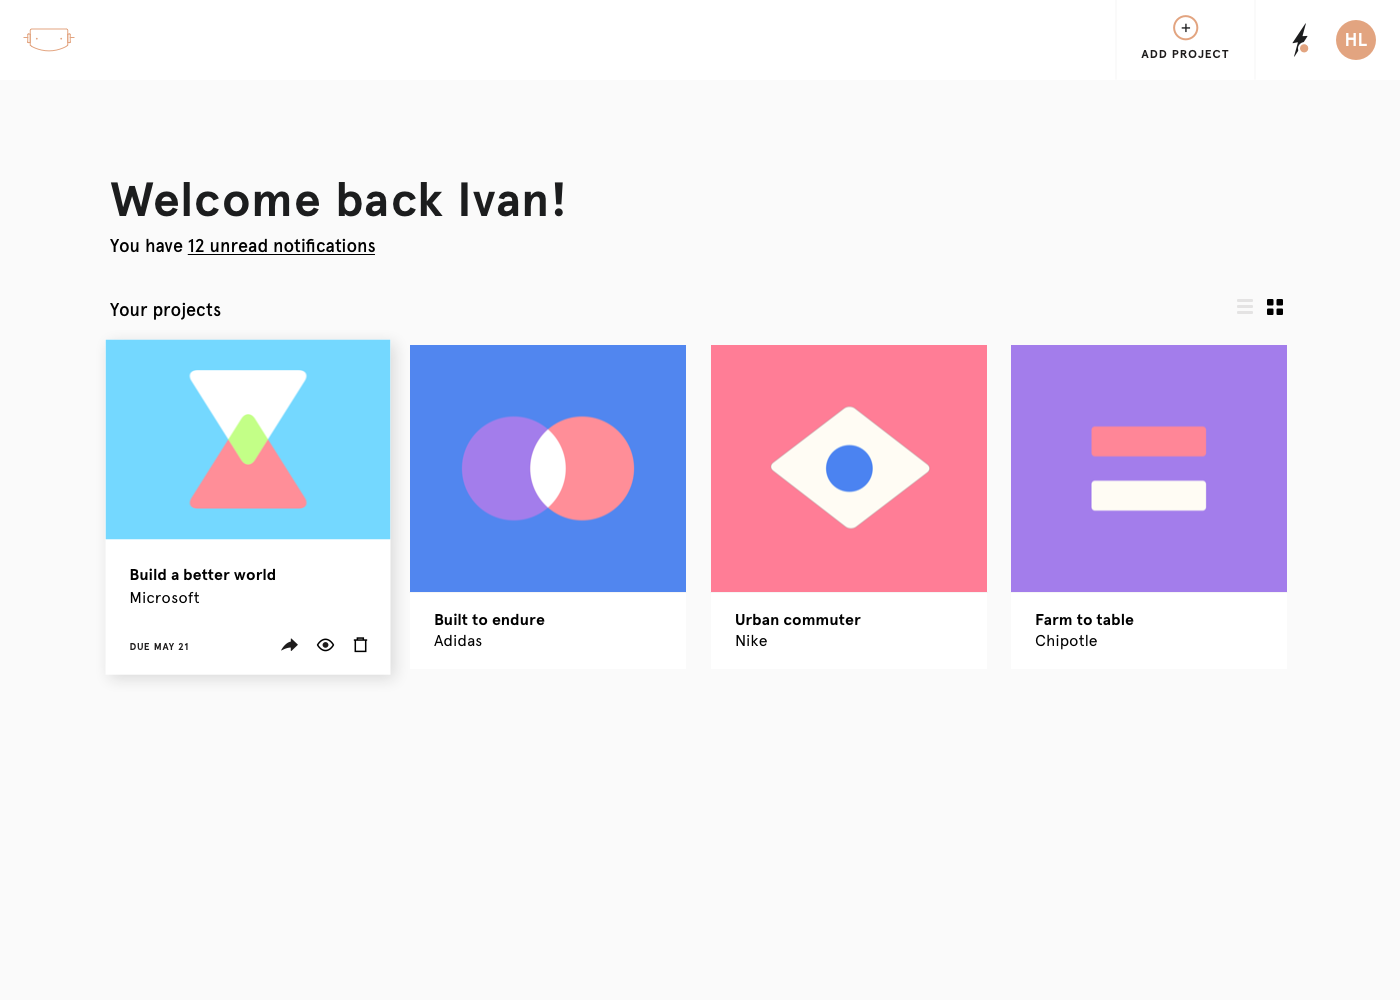 ADD PROJECT
HL
Welcome back Ivan!
You have 12 unread notifications
Your projects
Build a better world
Microsoft
DUE MAY 21
Built to endure
Adidas
Urban commuter
Nike
Farm to table
Chipotle